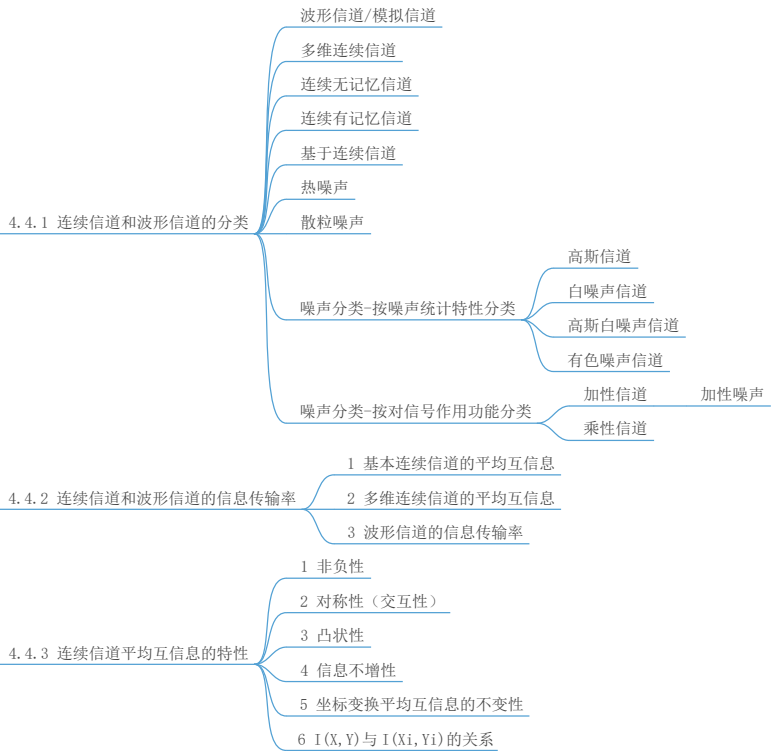 波形信道/模拟信道
多维连续信道
连续无记忆信道
连续有记忆信道
基于连续信道
热噪声
4.4.1 连续信道和波形信道的分类
散粒噪声
高斯信道
白噪声信道
噪声分类-按噪声统计特性分类
高斯白噪声信道
有色噪声信道
加性信道
加性噪声
噪声分类-按对信号作用功能分类
乘性信道
1 基本连续信道的平均互信息
4.4.2 连续信道和波形信道的信息传输率
2 多维连续信道的平均互信息
3 波形信道的信息传输率
1 非负性
2 对称性（交互性）
3 凸状性
4.4.3 连续信道平均互信息的特性
4 信息不增性
5 坐标变换平均互信息的不变性
6 I(X,Y)与I(Xi,Yi)的关系